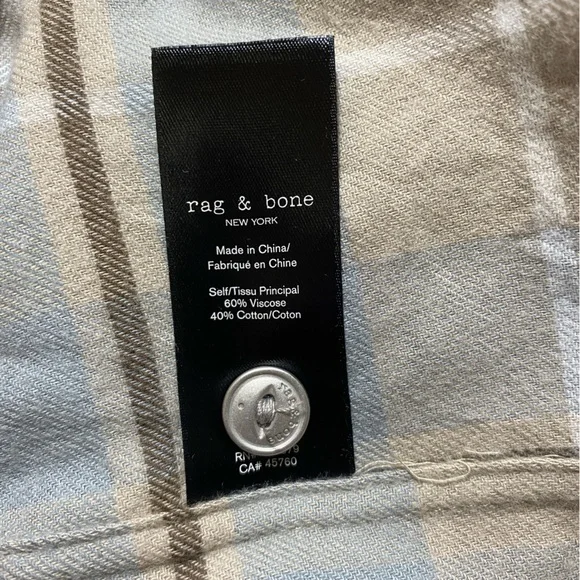 rag & bone
NEW YORK
Made in China/
Fabriqué en Chine
Self/Tissu Principal
60% Viscose
40% Cotton/Coton
CA# 45760